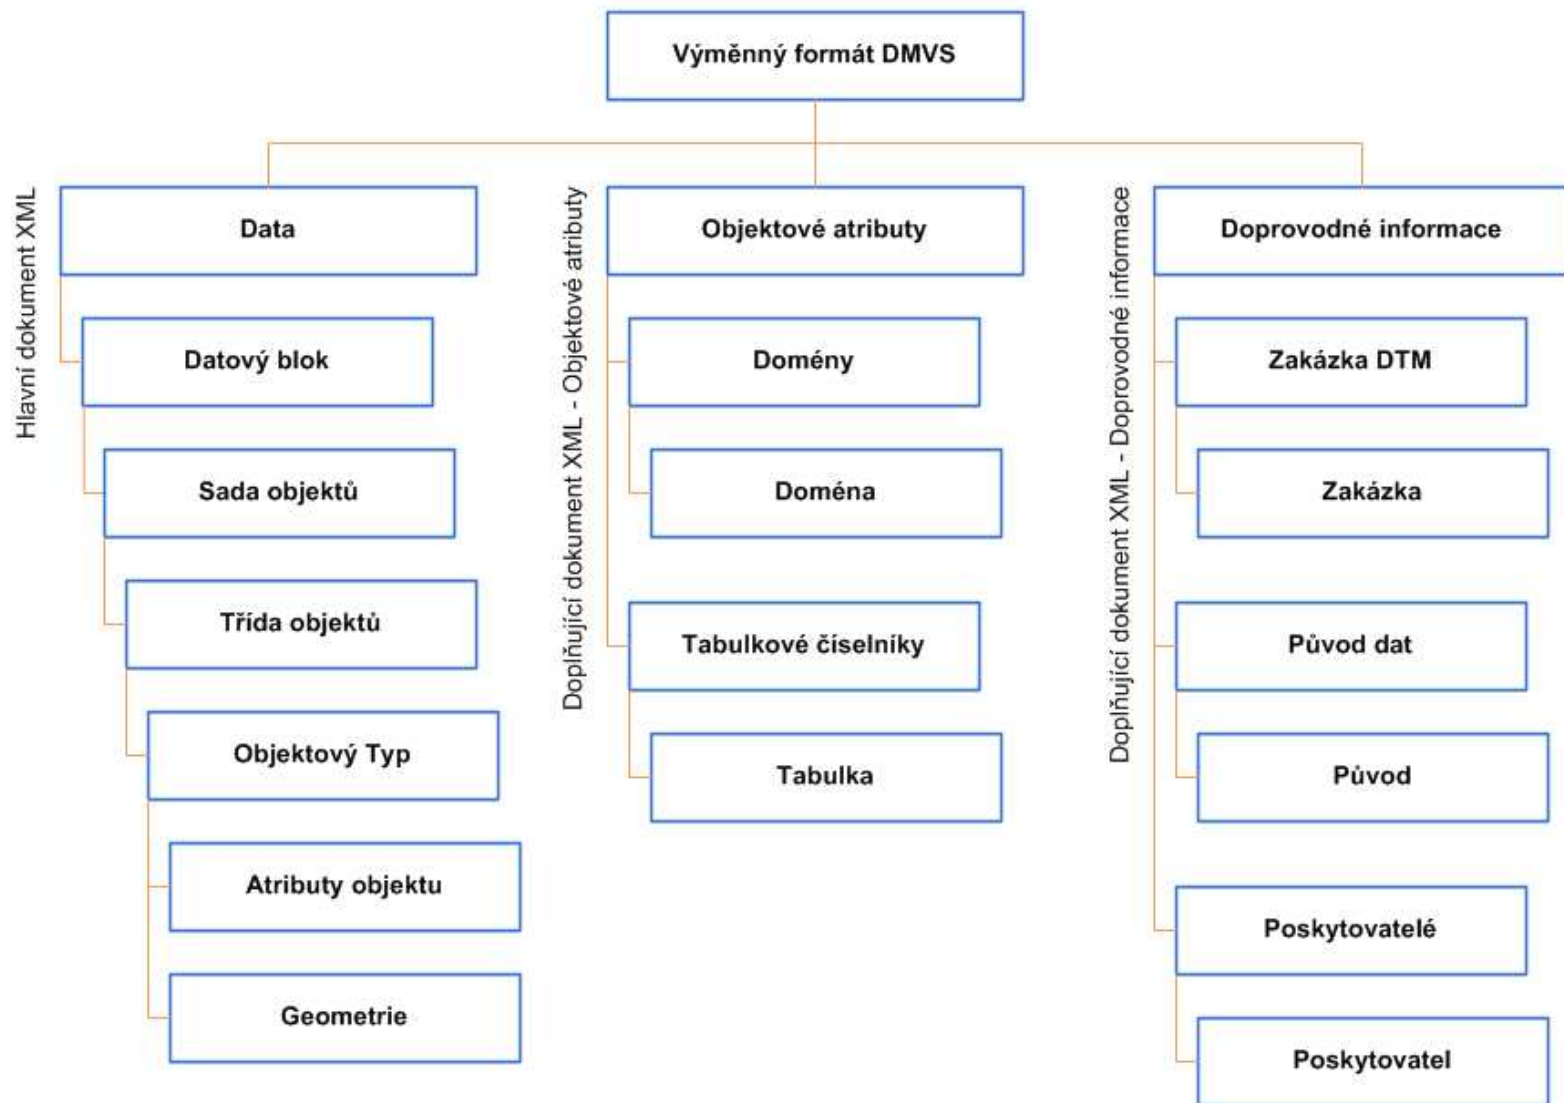 Výměnný formát DMVS
Hlavní dokument XML
Data
Datový blok
Sada objektů
Třída objektů
Objektový Typ
Atributy objektu
Geometrie
Doplňující dokument XML - Objektové atributy
Objektové atributy
Domény
Doména
Tabulkové číselníky
Tabulka
Doplňující dokument XML - Doprovodné informace
Doprovodné informace
Zakázka DTM
Zakázka
Původ dat
Původ
Poskytovatelé
Poskytovatel